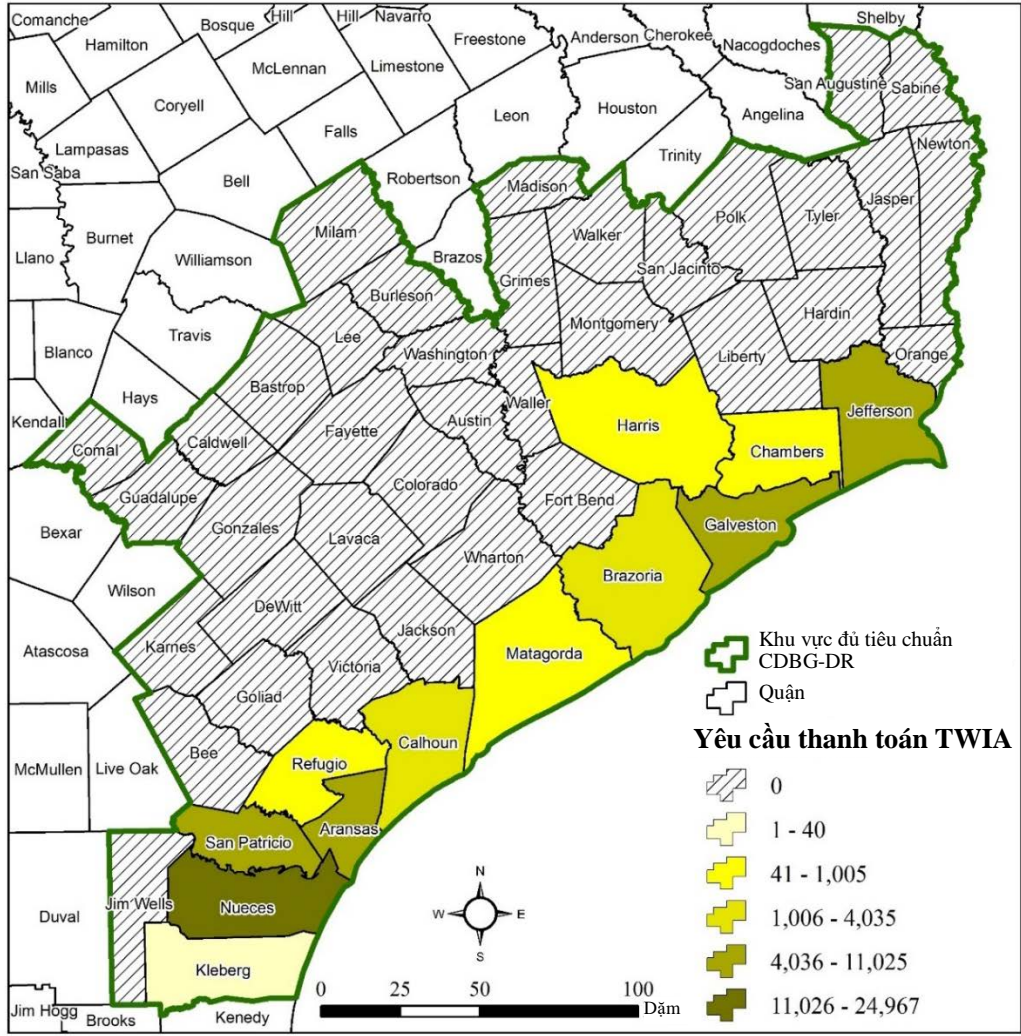 Comanche
Bosque
Hill
Hill
Navarro
Hamilton
Freestone
Anderson
Cherokee
Nacogdoches
Shelby
McLennan
Limestone
Mills
Coryell
San Augustine
Sabine
Leon
Houston
Angelina
Falls
Lampasas
San Saba
Trinity
Newton
Bell
Robertson
Madison
Jasper
Polk
Tyler
Burnet
Milam
Walker
Llano
Williamson
Brazos
San Jacinto
Grimes
Burleson
Hardin
Travis
Montgomery
Lee
Blanco
Washington
Liberty
Orange
Bastrop
Hays
Waller
Jefferson
Kendall
Austin
Harris
Fayette
Comal
Caldwell
Chambers
Colorado
Guadalupe
Fort Bend
Gonzales
Galveston
Bexar
Lavaca
Wharton
Brazoria
Wilson
DeWitt
Jackson
Karnes
Atascosa
Matagorda
Victoria
Goliad
Calhoun
Bee
Refugio
McMullen
Live Oak
Aransas
San Patricio
Jim Wells
Nueces
Duval
Kleberg
Jim Hogg
Brooks
Kenedy
N
W
E
S
0
25
50
100
Dặm
Khu vực đủ tiêu chuẩn
CDBG-DR
Quận
Yêu cầu thanh toán TWIA
0
1 - 40
41 - 1,005
1,006 - 4,035
4,036 - 11,025
11,026 - 24,967